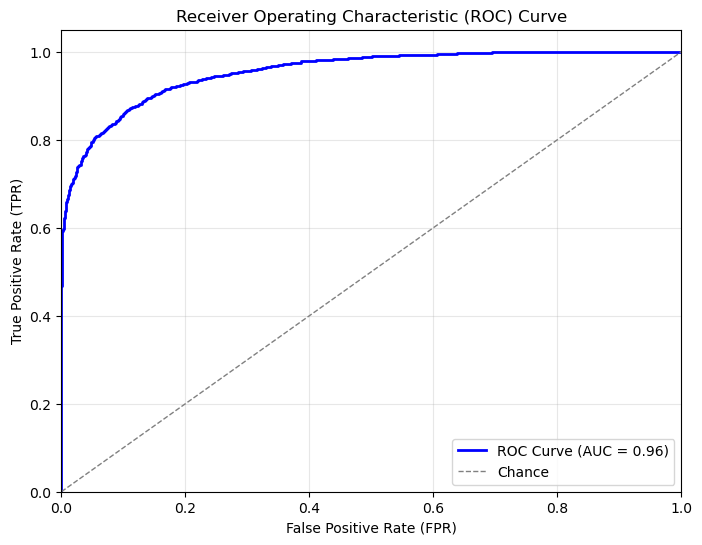 Receiver Operating Characteristic (ROC) Curve
True Positive Rate (TPR)
1.0
0.8
0.6
0.4
0.2
0.0
ROC Curve (AUC = 0.96)
Chance
0.0 0.2 0.4 0.6 0.8 1.0
False Positive Rate (FPR)